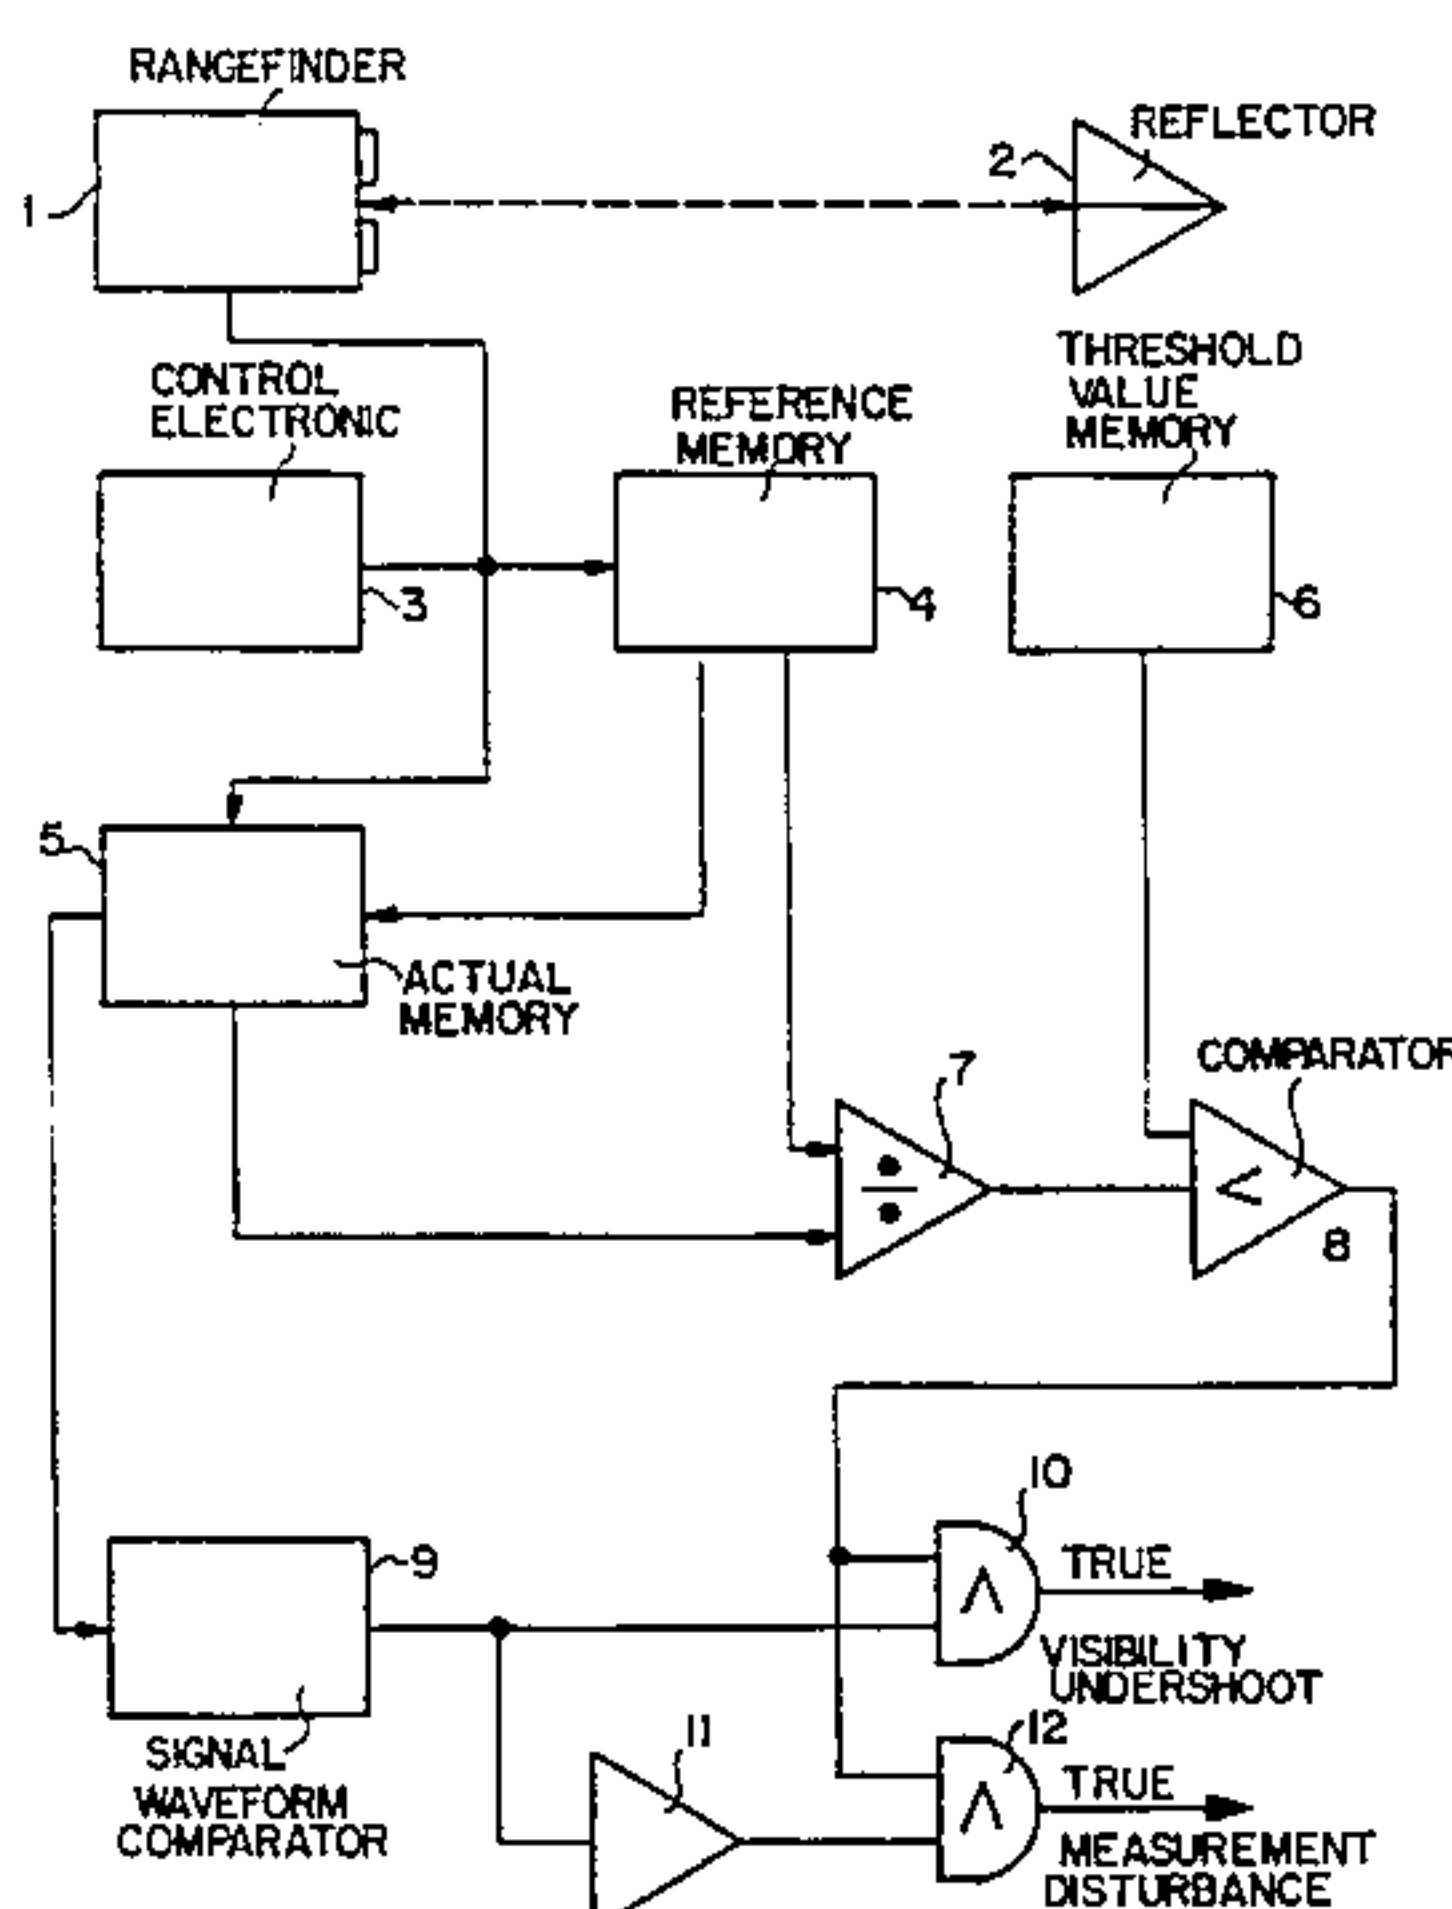 RANGEFINDER
REFLECTOR
2
1
THRESHOLD
VALUE
MEMORY
CONTROL
ELECTRONIC
REFERENCE
MEMORY
3
4
6
5
ACTUAL
MEMORY
7
COMPARATOR
÷
<
8
10
9
TRUE
∧
VISIBILITY
UNDERSHOOT
SIGNAL
WAVEFORM
COMPARATOR
11
12
TRUE
∧
MEASUREMENT
DISTURBANCE